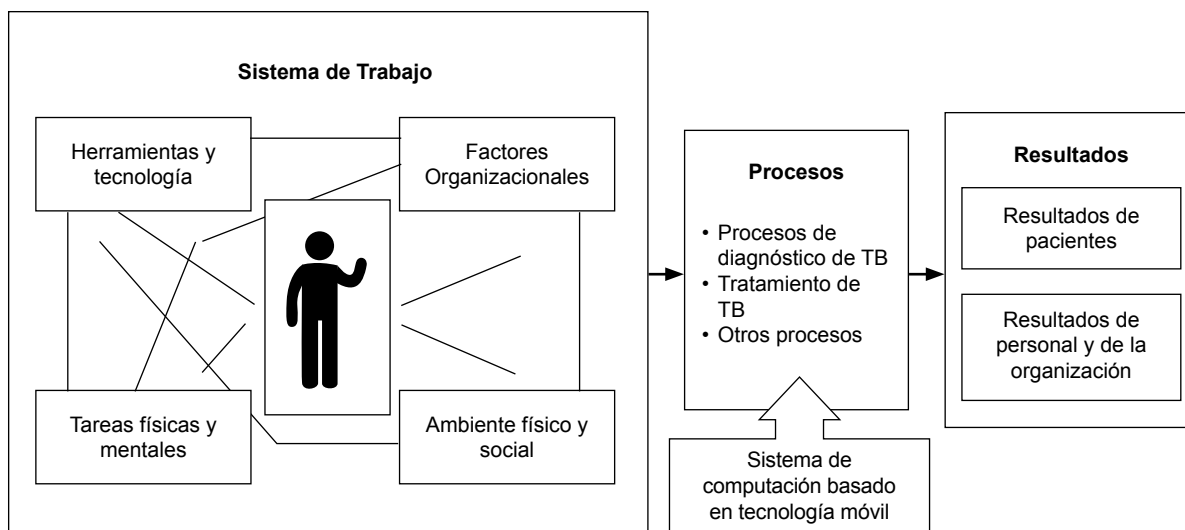 Sistema de Trabajo
Herramientas y
tecnología
Factores
Organizacionales
Tareas físicas y
mentales
Ambiente físico y
social
Procesos
• Procesos de
diagnóstico de TB
• Tratamiento de
TB
• Otros procesos
Sistema de
computación basado
en tecnología móvil
Resultados
Resultados de
pacientes
Resultados de
personal y de la
organización